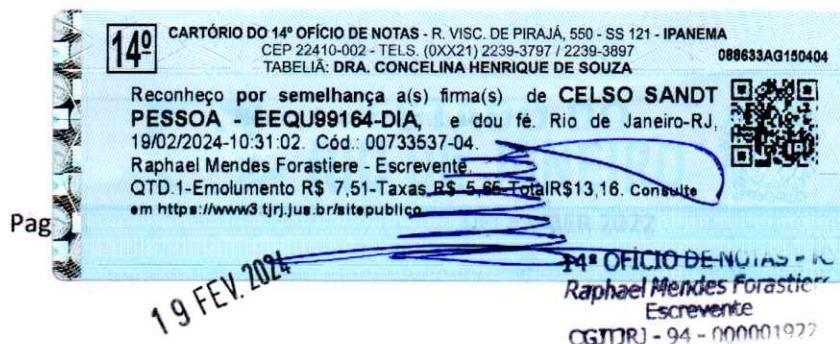 14º
CARTÓRIO DO 14º OFÍCIO DE NOTAS - R. VISC. DE PIRAJÁ, 550 - SS 121 - IPANEMA
CEP 22410-002 - TELS. (0XX21) 2239-3797 / 2239-3897
TABELIÃ: DRA. CONCELINA HENRIQUE DE SOUZA
088633AG150404
Reconheço por semelhança a(s) firma(s) de CELSO SANDT
PESSOA - EEQU99164-DIA, e dou fé. Rio de Janeiro-RJ,
19/02/2024-10:31:02. Cód.: 00733537-04.
Raphael Mendes Forastiere - Escrevente.
QTD.1-Emolumento R$ 7,51-Taxas R$ 5,65-TotalR$13,16. Consulte
em https://www3.tjrj.jus.br/sitepublico
Pag
2022
19 FEV. 2024
14º OFÍCIO DE NOTAS -
Raphael Mendes Forastiere
Escrevente
CGJTJRJ - 94 - 000001922